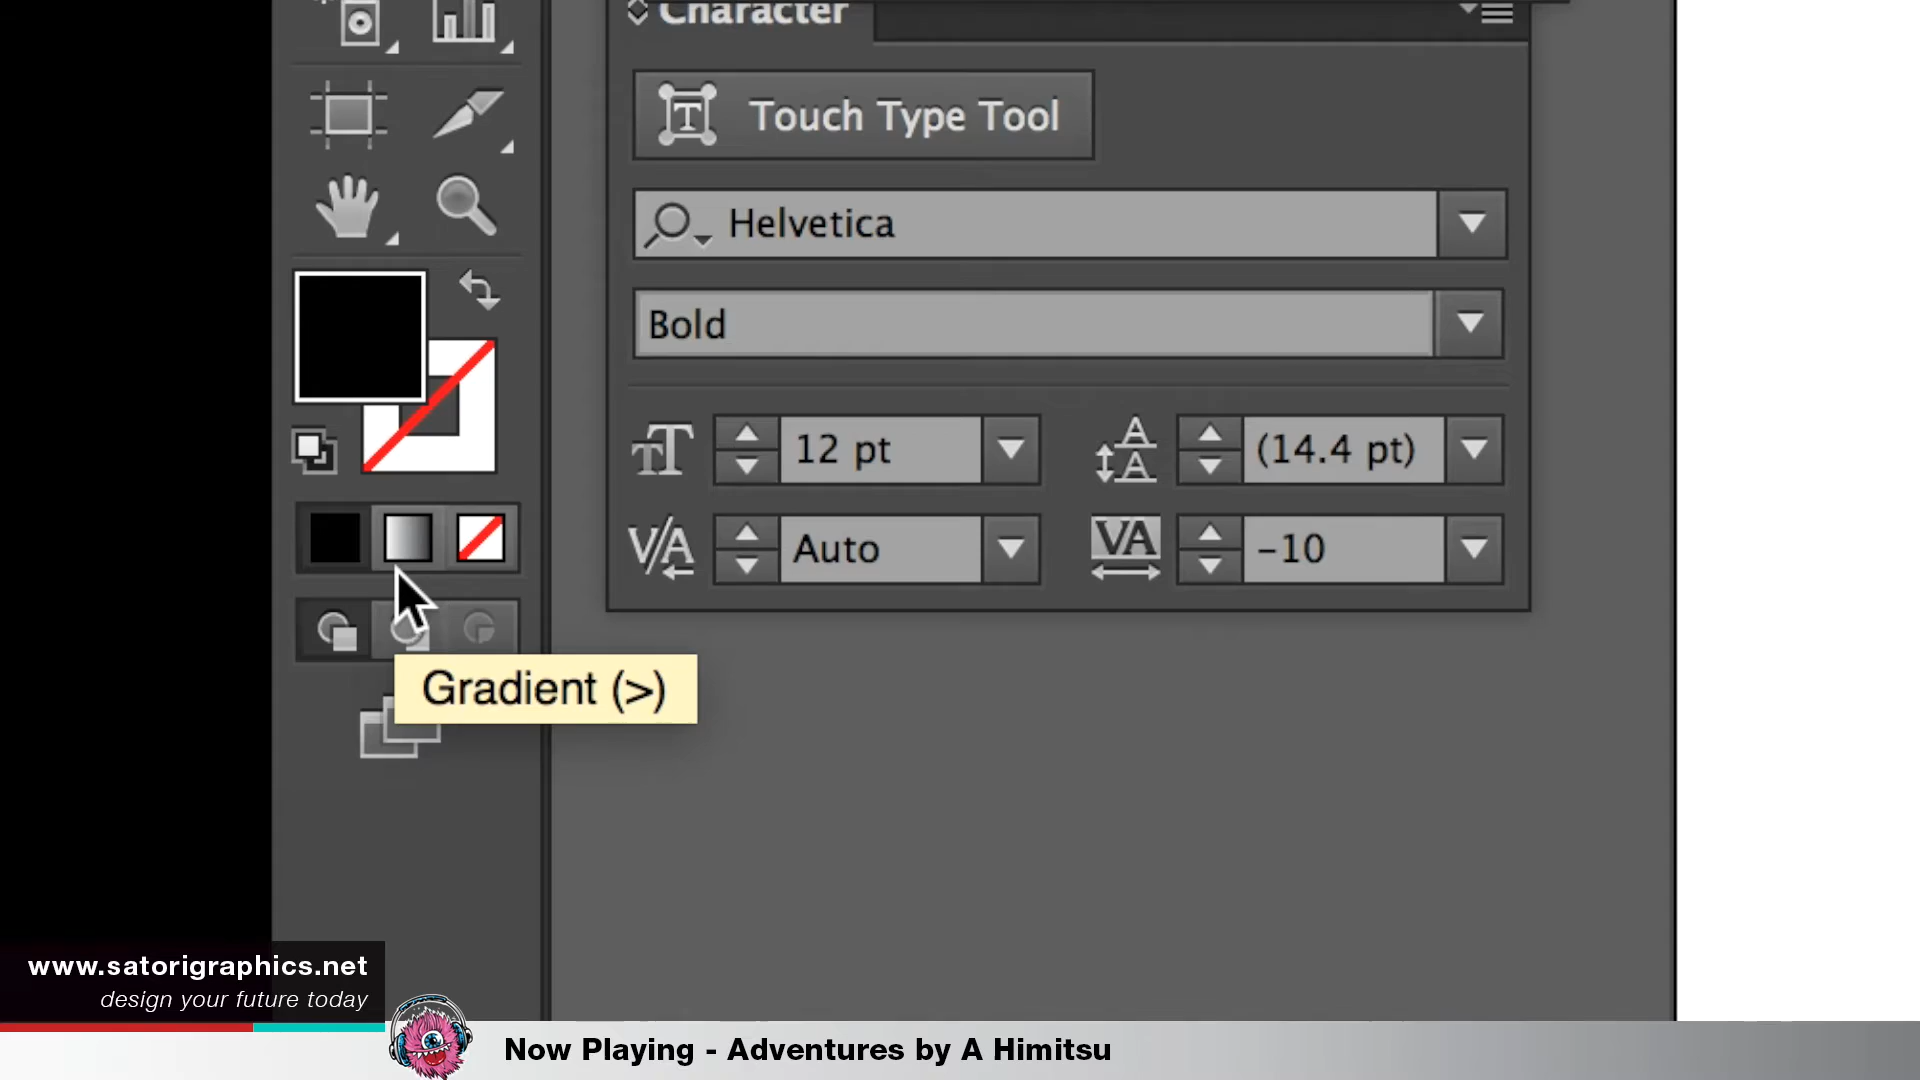 Character
Touch Type Tool
Helvetica
Bold
12 pt
(14.4 pt)
Auto
-10
Gradient (>)
www.satorigraphics.net
design your future today
Now Playing - Adventures by A Himitsu